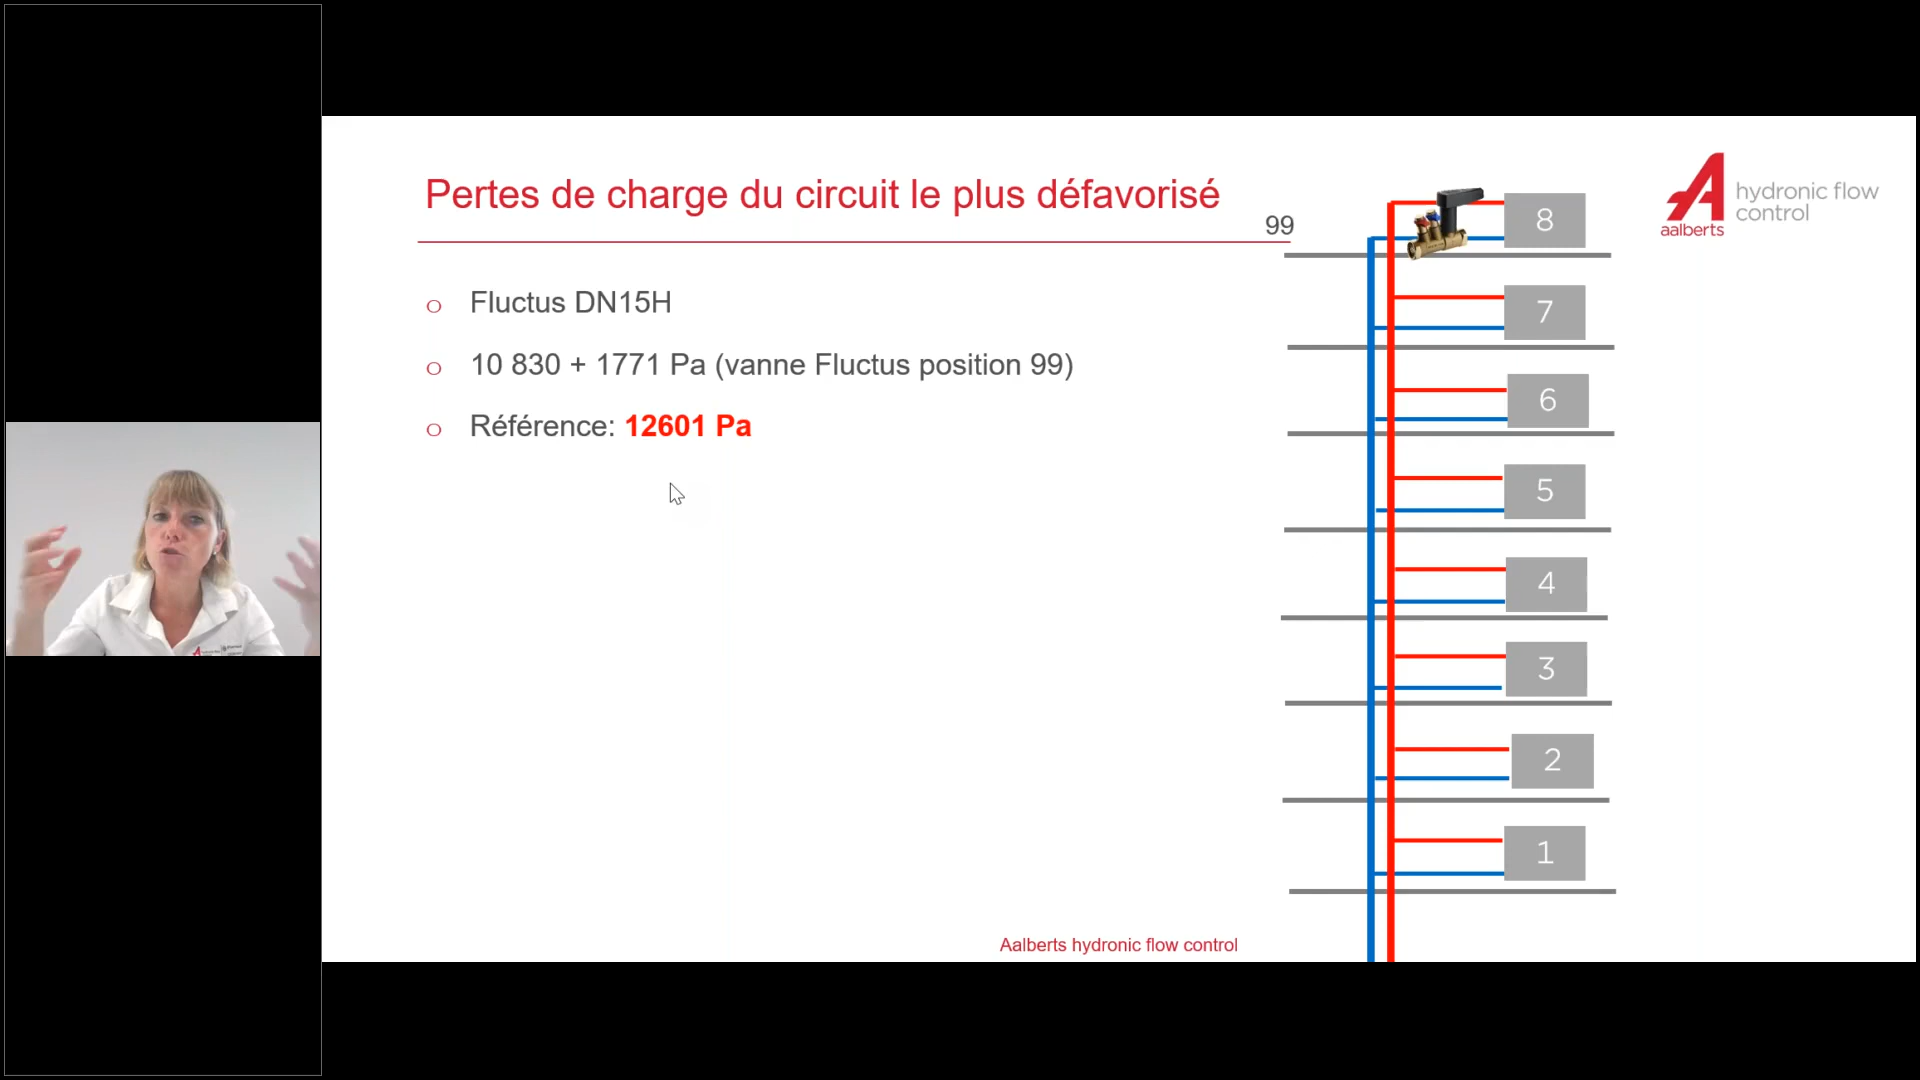 Pertes de charge du circuit le plus défavorisé
99
Fluctus DN15H
10 830 + 1771 Pa (vanne Fluctus position 99)
Référence: 12601 Pa
8
7
6
5
4
3
2
1
hydronic flow
control
aalberts
Aalberts hydronic flow control